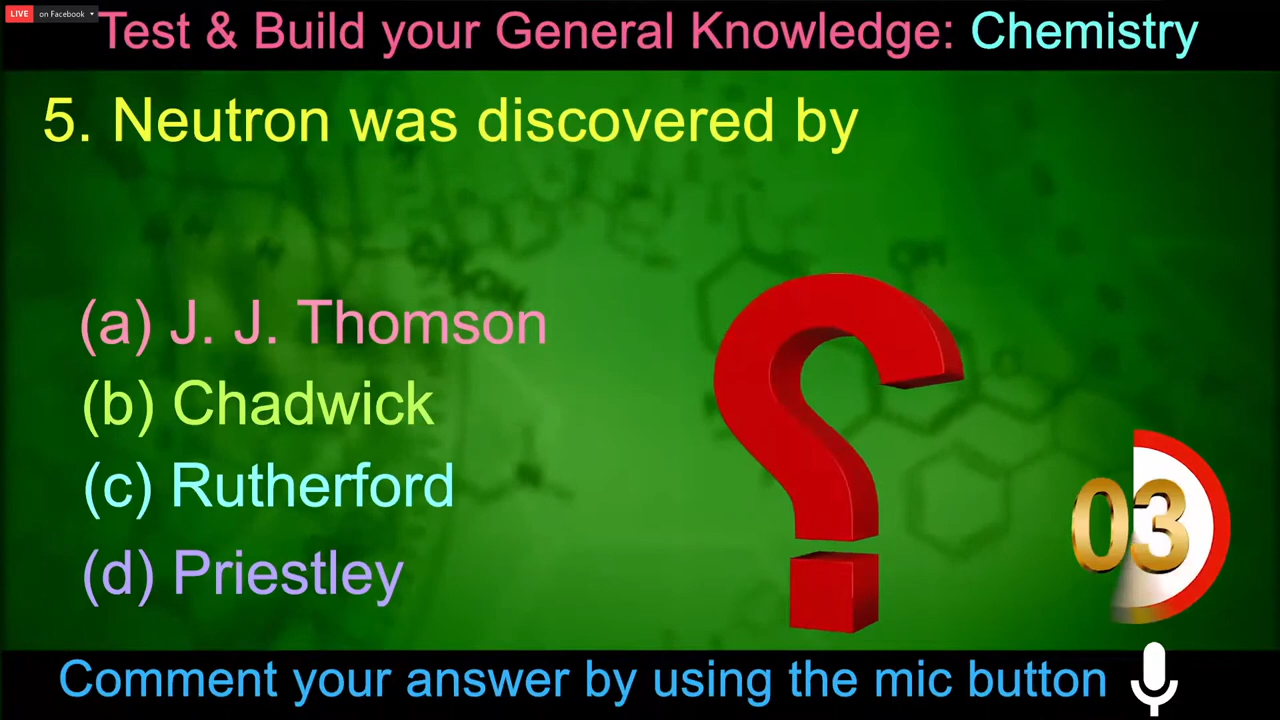 LIVE on Facebook
Test & Build your General Knowledge: Chemistry
5. Neutron was discovered by
(a) J. J. Thomson
(b) Chadwick
(c) Rutherford
(d) Priestley
03
Comment your answer by using the mic button